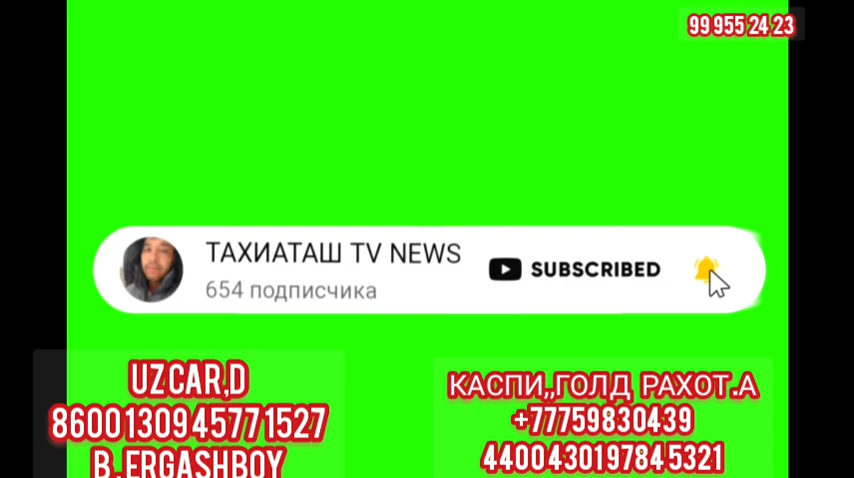 99 955 24 23
ТАХИАТАШ TV NEWS
654 подписчика
SUBSCRIBED
UZCAR,D
8600130945771527
B.ERGASHBOY
КАСПИ,,ГОЛД РАХОТ.А
+77759830439
4400430197845321